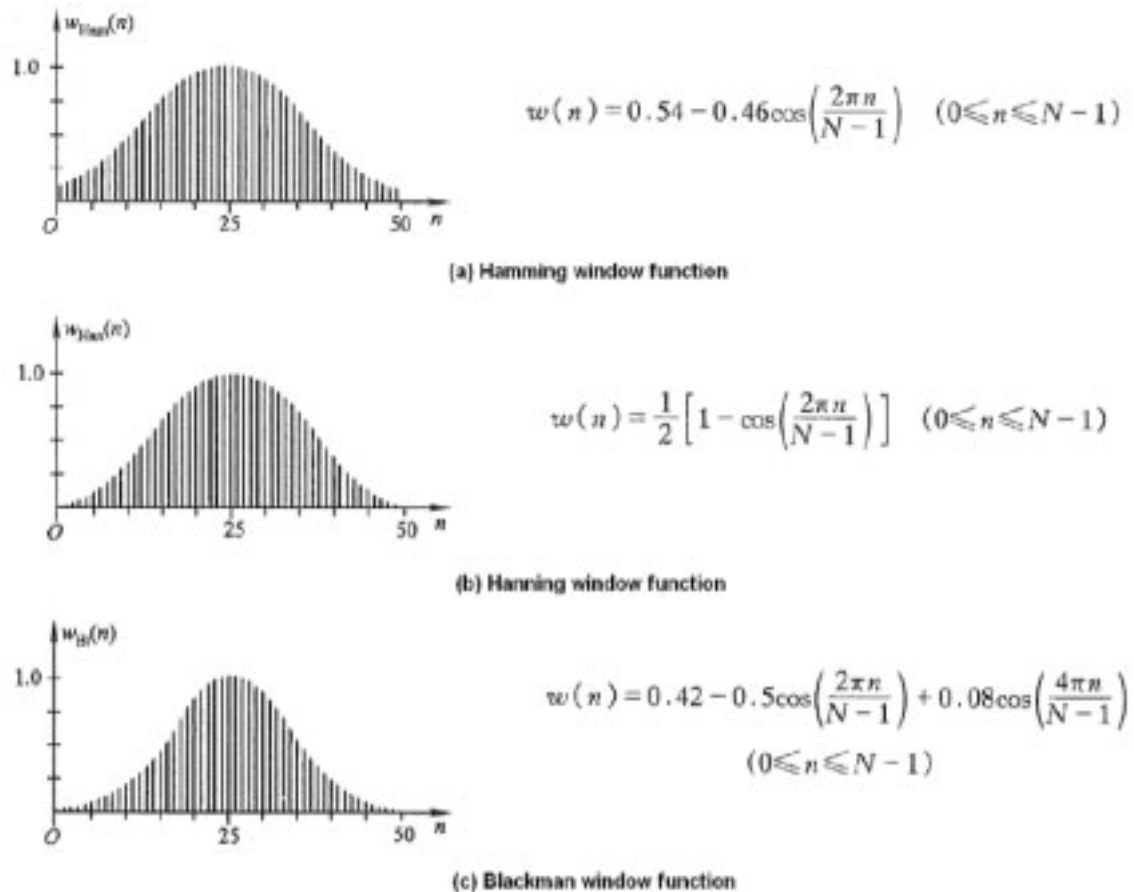 w_Ham(n)
1.0
w(n)=0.54-0.46cos(2πn/(N-1)) (0≤n≤N-1)
O 25 50 n
(a) Hamming window function
w_Han(n)
1.0
w(n)=1/2[1-cos(2πn/(N-1))] (0≤n≤N-1)
O 25 50 n
(b) Hanning window function
w_Bl(n)
1.0
w(n)=0.42-0.5cos(2πn/(N-1))+0.08cos(4πn/(N-1))
(0≤n≤N-1)
O 25 50 n
(c) Blackman window function